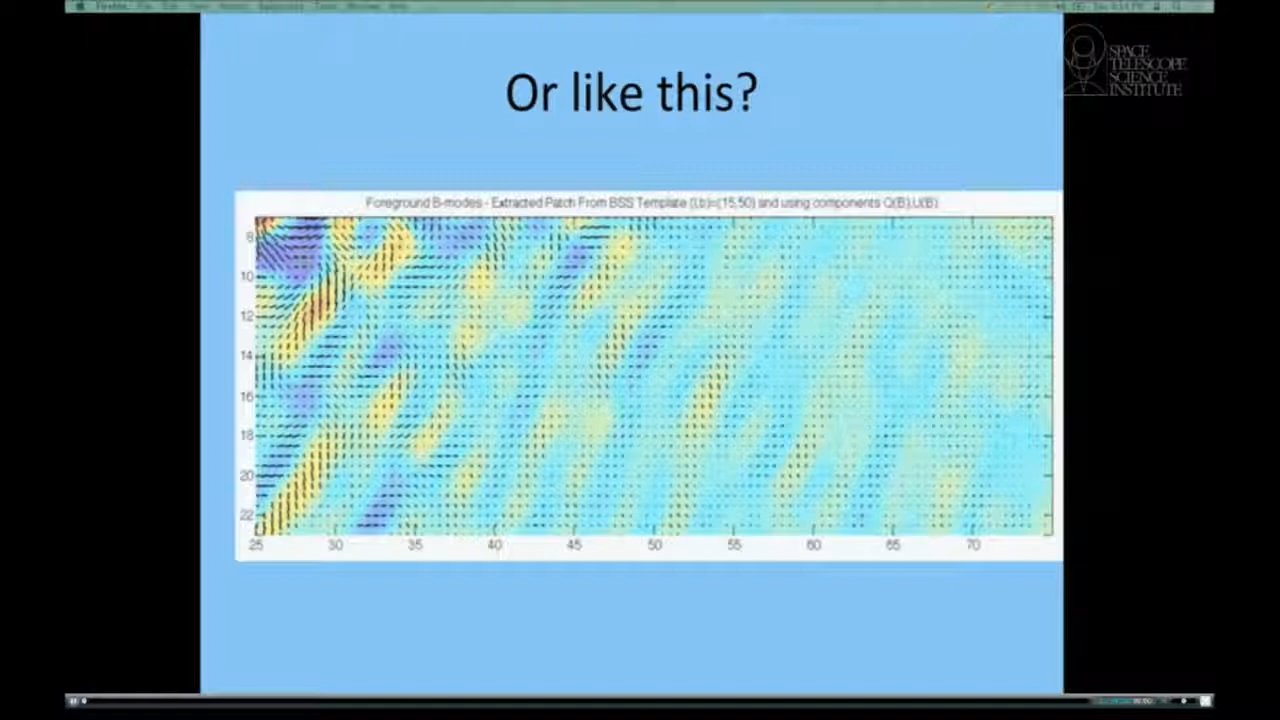 Firefox
Or like this?
SPACE
TELESCOPE
SCIENCE
INSTITUTE
Foreground B-modes - Extracted Patch From BSS Template (l,b)=(15,50) and using components Q(B),U(B)
8
10
12
14
16
18
20
22
25 30 35 40 45 50 55 60 65 70